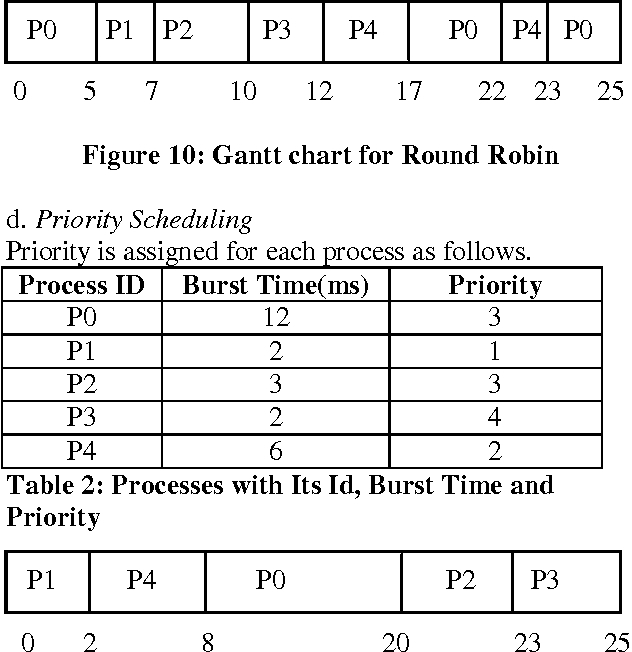 P0 P1 P2 P3 P4 P0 P4 P0
0 5 7 10 12 17 22 23 25
Figure 10: Gantt chart for Round Robin
d. Priority Scheduling
Priority is assigned for each process as follows.
Process ID Burst Time(ms) Priority
P0 12 3
P1 2 1
P2 3 3
P3 2 4
P4 6 2
Table 2: Processes with Its Id, Burst Time and
Priority
P1 P4 P0 P2 P3
0 2 8 20 23 25